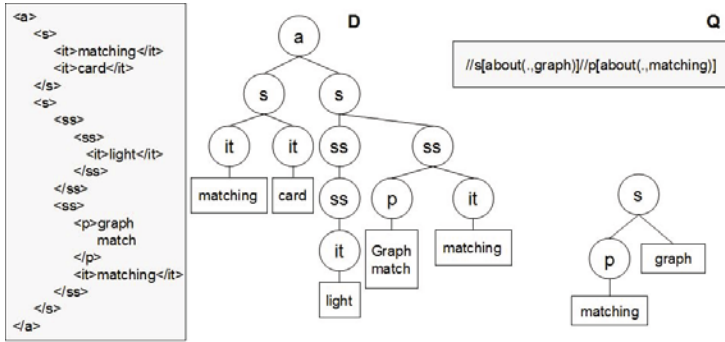 <a>
<s>
<it>matching</it>
<it>card</it>
</s>
<s>
<ss>
<ss>
<it>light</it>
</ss>
</ss>
<ss>
<p>graph
match
</p>
<it>matching</it>
</ss>
</s>
</a>
D
a
s s
it it ss ss
matching card
ss p it
Graph
match
matching
it
light
Q
//s[about(.,graph)]//p[about(.,matching)]
s
p graph
matching